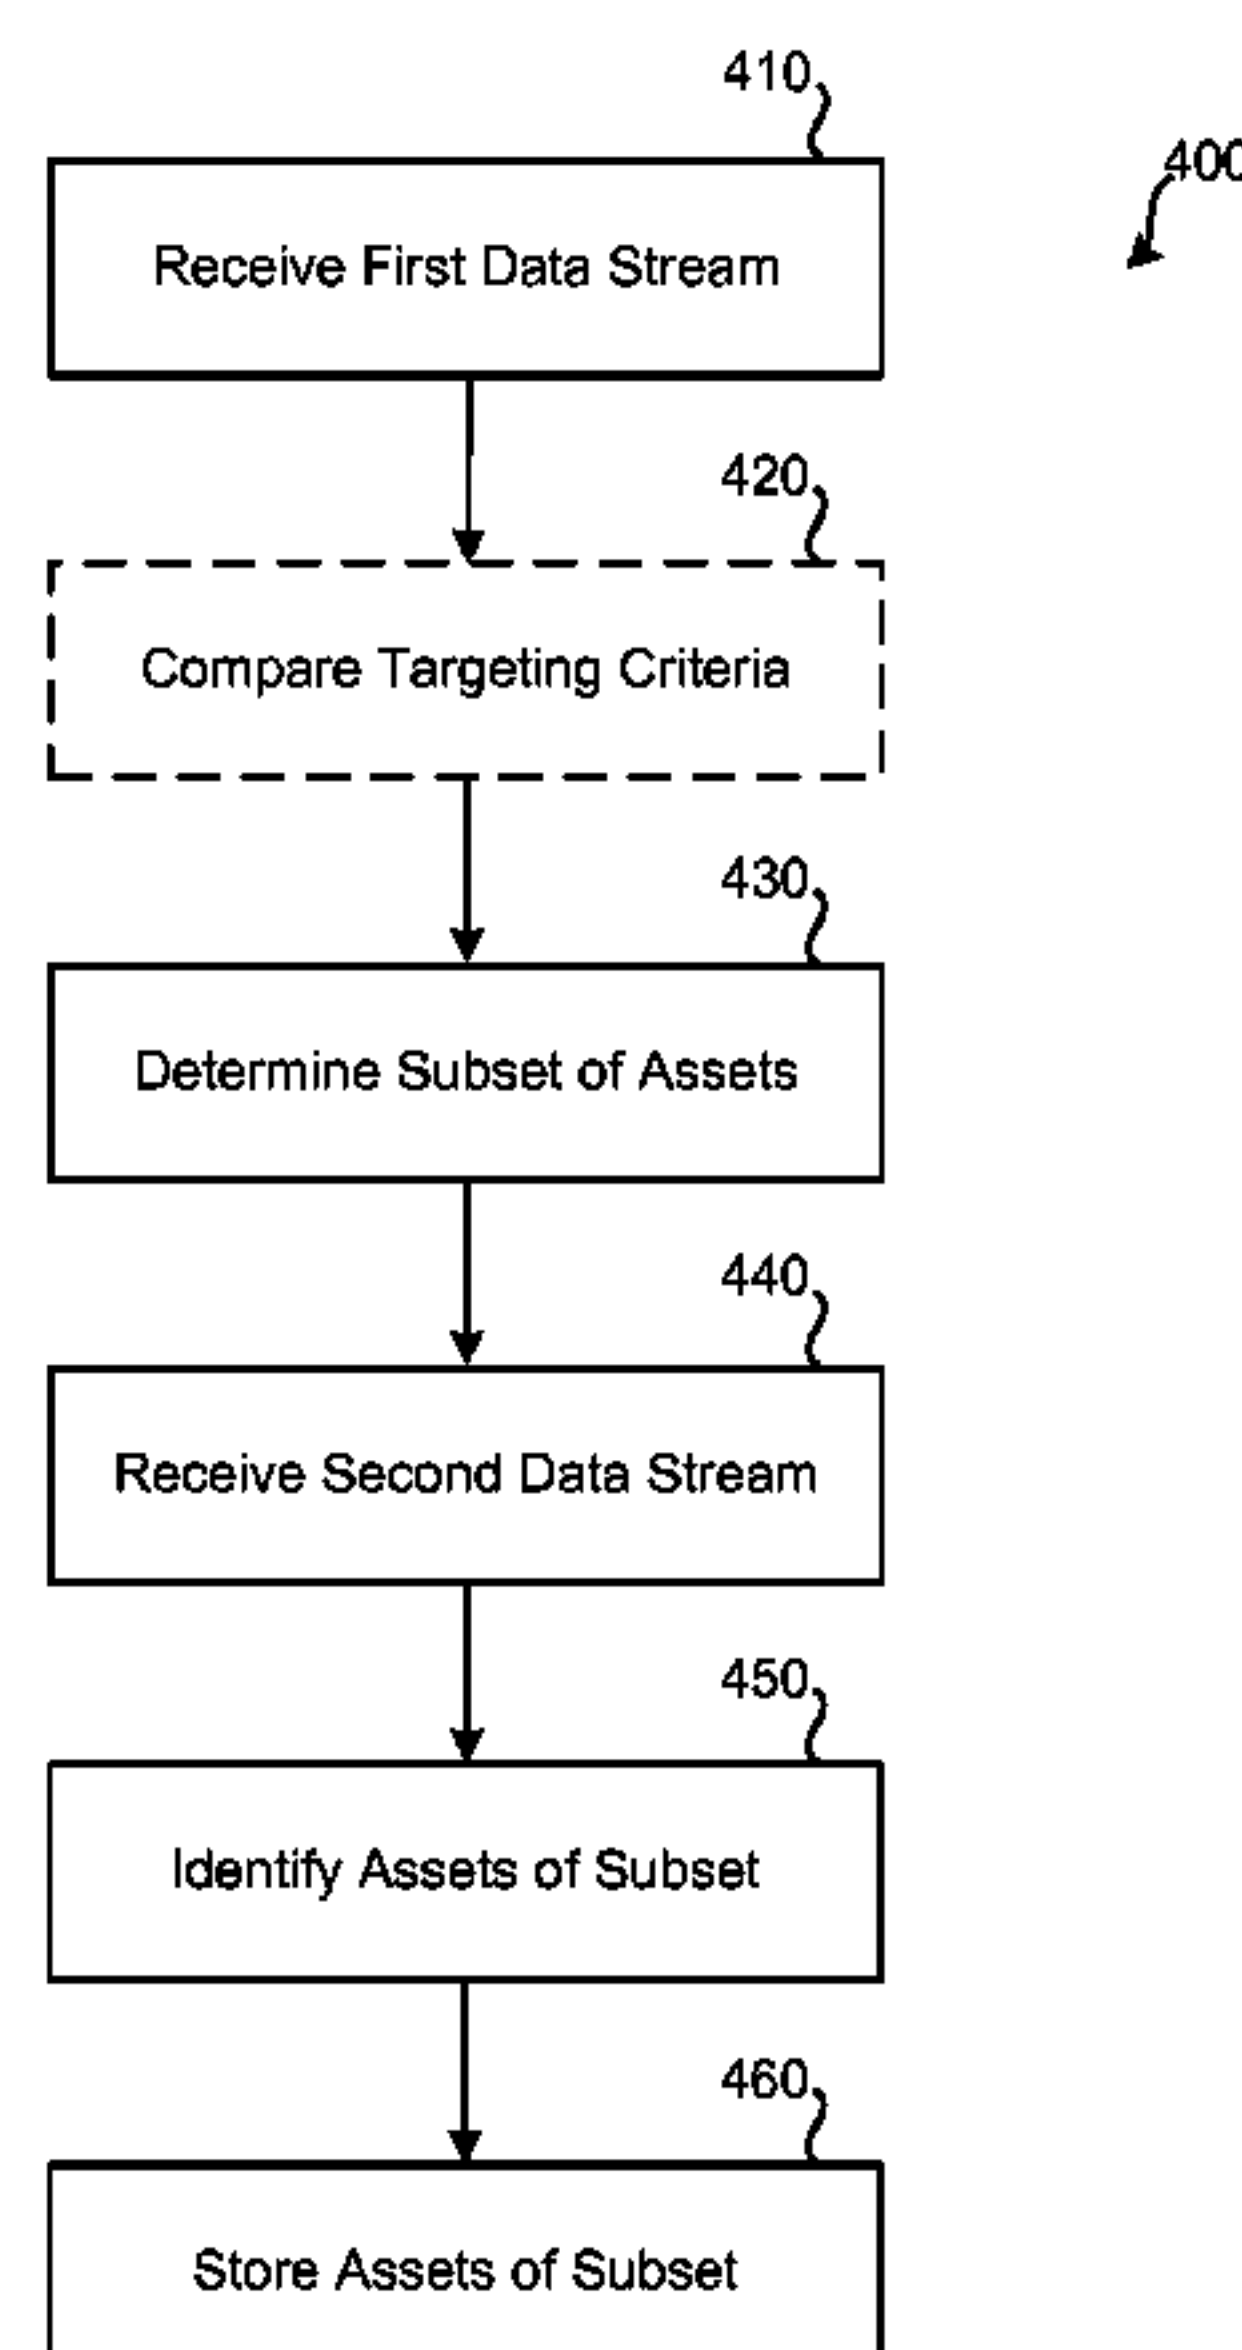 410
400
Receive First Data Stream
420
Compare Targeting Criteria
430
Determine Subset of Assets
440
Receive Second Data Stream
450
Identify Assets of Subset
460
Store Assets of Subset